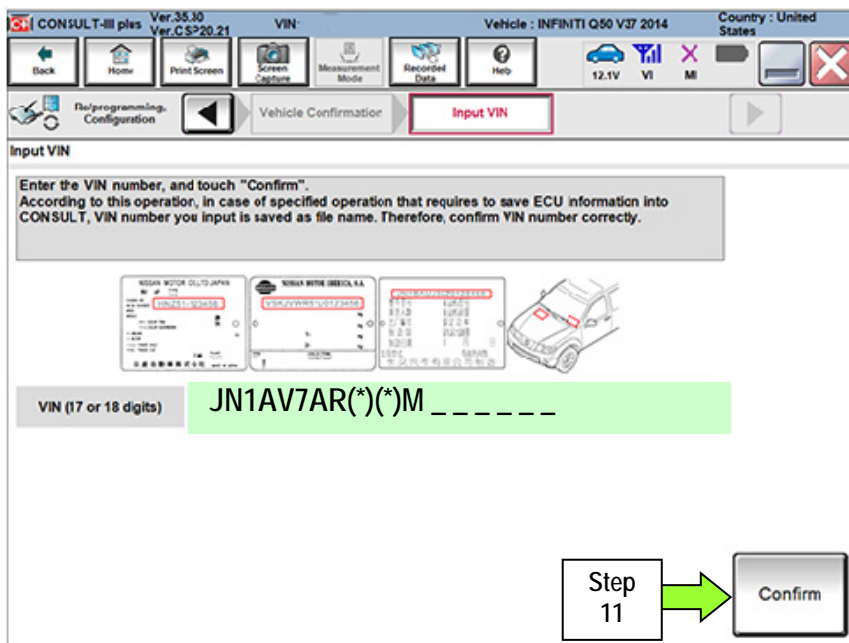 CONSULT-III plus Ver.35.30 Ver.CSP20.21 VIN: Vehicle : INFINITI Q50 V37 2014 Country : United States
Back Home Print Screen Screen Capture Measurement Mode Recorded Data Help 12.1V VI MI
Re/programming, Configuration Vehicle Confirmation Input VIN
Input VIN
Enter the VIN number, and touch "Confirm".
According to this operation, in case of specified operation that requires to save ECU information into
CONSULT, VIN number you input is saved as file name. Therefore, confirm VIN number correctly.
VIN (17 or 18 digits) JN1AV7AR(*)(*)M _ _ _ _ _ _
Step
11
Confirm